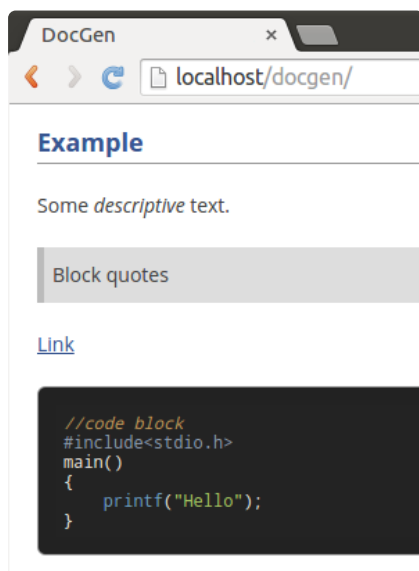 DocGen ×
localhost/docgen/
Example
Some descriptive text.
Block quotes
Link
//code block
#include<stdio.h>
main()
{
    printf("Hello");
}